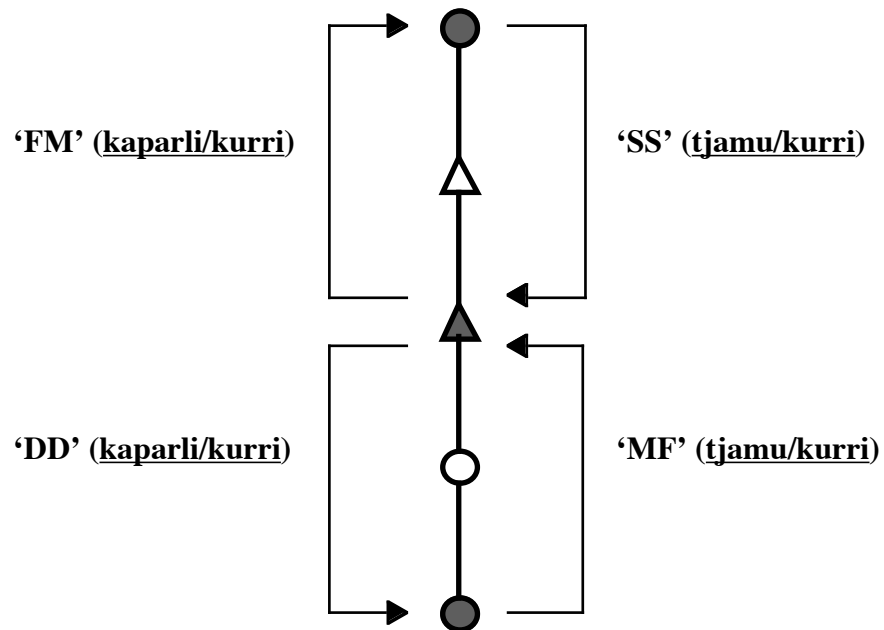 ‘FM’ (kaparli/kurri)
‘SS’ (tjamu/kurri)
‘DD’ (kaparli/kurri)
‘MF’ (tjamu/kurri)